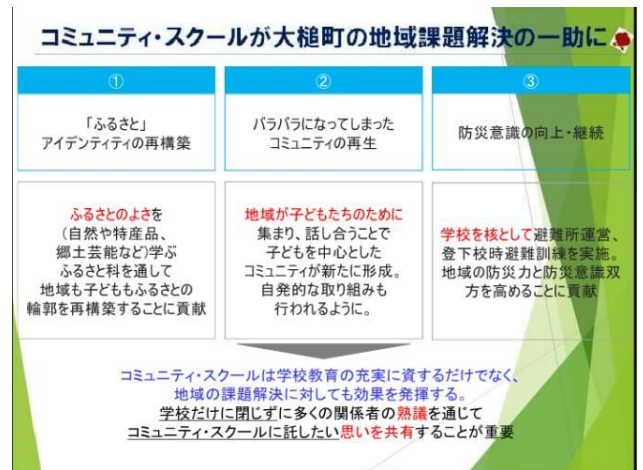 コミュニティ・スクールが大槌町の地域課題解決の一助に
①
「ふるさと」
アイデンティティの再構築
ふるさとのよさを
(自然や特産品、
郷土芸能など)学ぶ
ふるさと科を通して
地域も子どももふるさとの
輪郭を再構築することに貢献
②
バラバラになってしまった
コミュニティの再生
地域が子どもたちのために
集まり、話し合うことで
子どもを中心とした
コミュニティが新たに形成。
自発的な取り組みも
行われるように。
③
防災意識の向上・継続
学校を核として避難所運営、
登下校時避難訓練を実施。
地域の防災力と防災意識双
方を高めることに貢献
コミュニティ・スクールは学校教育の充実に資するだけでなく、
地域の課題解決に対しても効果を発揮する。
学校だけに閉じずに多くの関係者の熟議を通じて
コミュニティ・スクールに託したい思いを共有することが重要